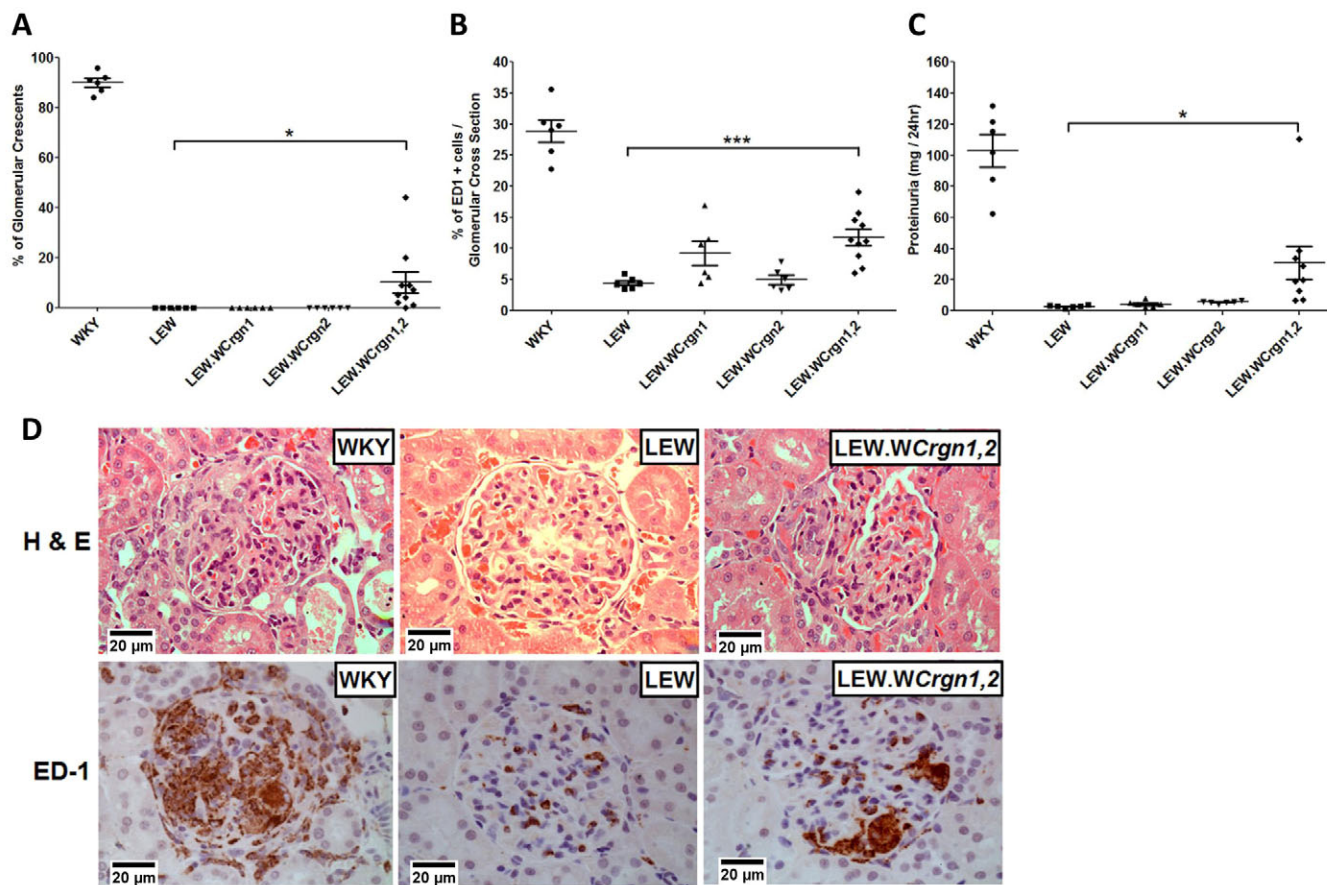 A
% of Glomerular Crescents
100
80
60
40
20
0
*
WKY
LEW
LEW.WCrgn1
LEW.WCrgn2
LEW.WCrgn1,2
B
% of ED1 + cells /
Glomerular Cross Section
40
35
30
25
20
15
10
5
0
***
WKY
LEW
LEW.WCrgn1
LEW.WCrgn2
LEW.WCrgn1,2
C
Proteinuria (mg / 24hr)
160
140
120
100
80
60
40
20
0
*
WKY
LEW
LEW.WCrgn1
LEW.WCrgn2
LEW.WCrgn1,2
D
H & E
WKY
20 µm
LEW
20 µm
LEW.WCrgn1,2
20 µm
ED-1
WKY
20 µm
LEW
20 µm
LEW.WCrgn1,2
20 µm